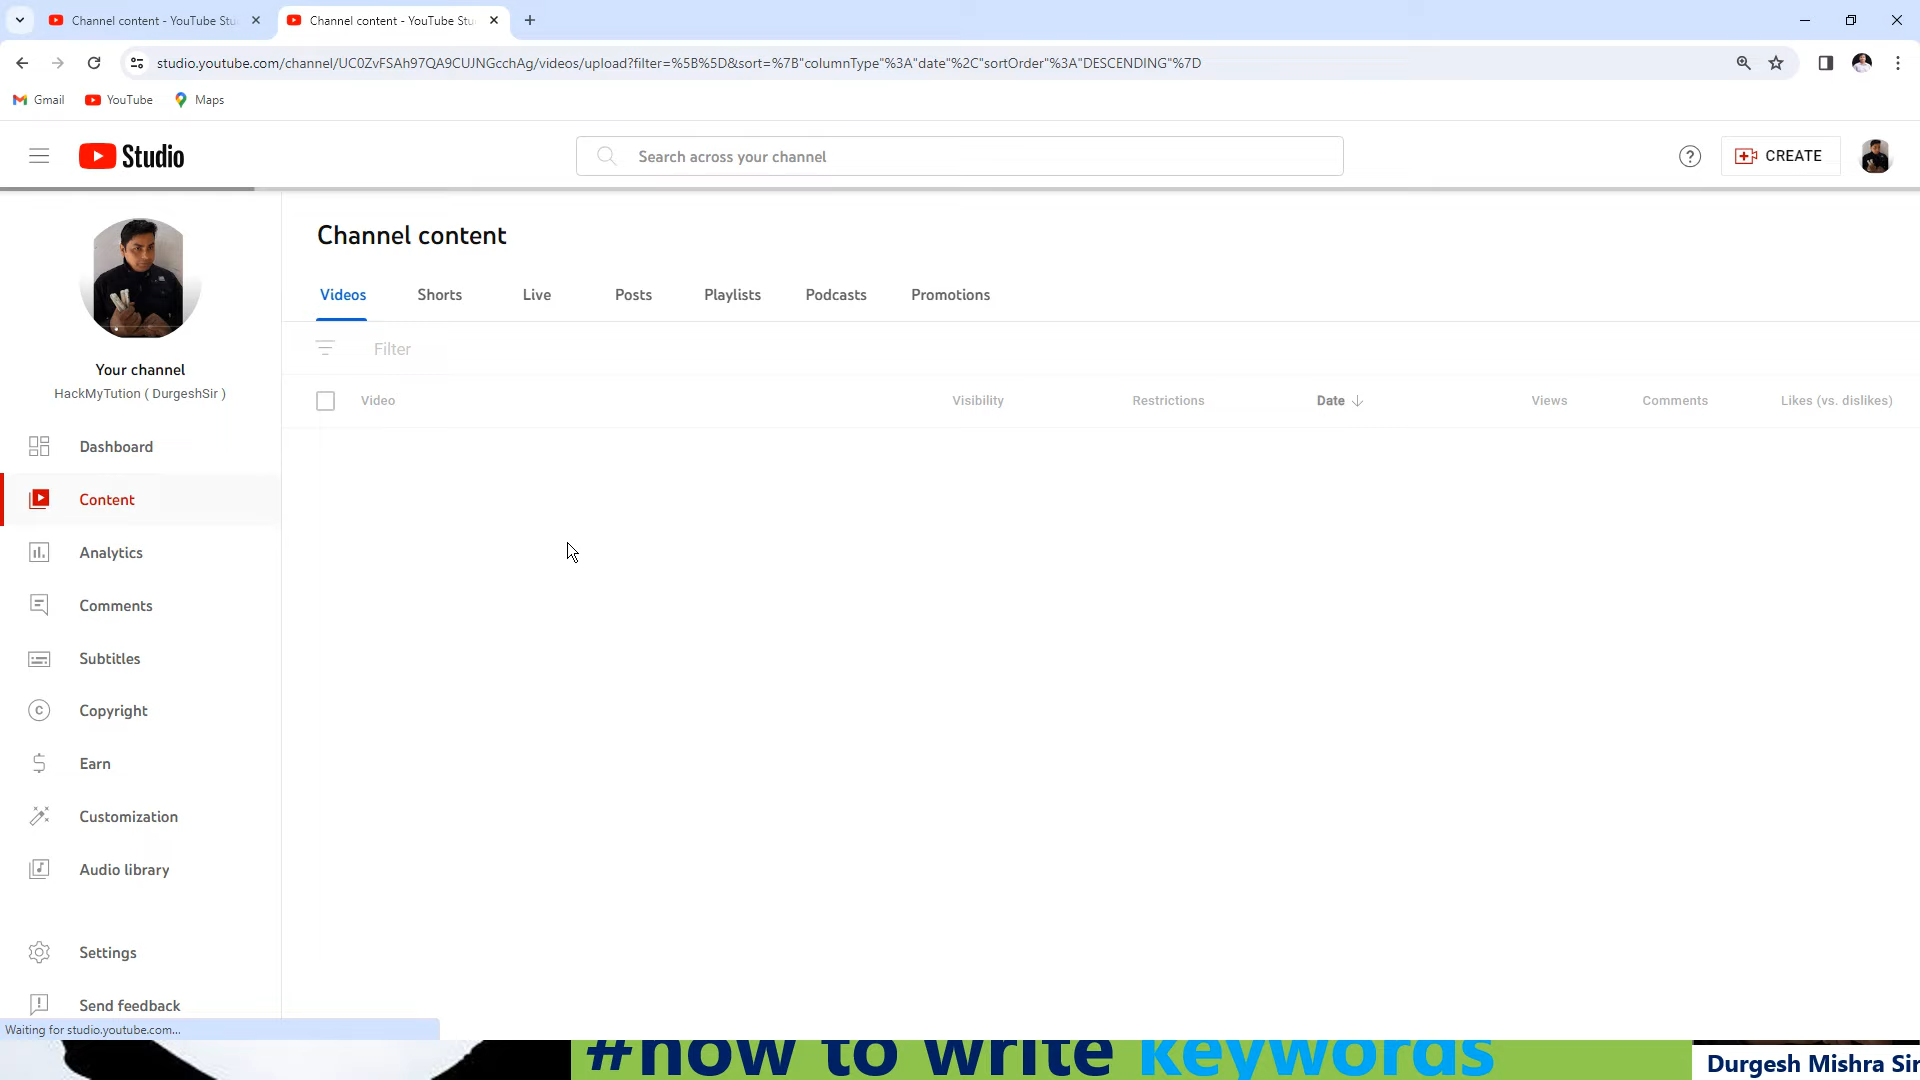 Channel content - YouTube Stu
Channel content - YouTube Stu
studio.youtube.com/channel/UC0ZvFSAh97QA9CUJNGcchAg/videos/upload?filter=%5B%5D&sort=%7B"columnType"%3A"date"%2C"sortOrder"%3A"DESCENDING"%7D
Gmail YouTube Maps
Studio
Search across your channel
CREATE
Your channel
HackMyTution ( DurgeshSir )
Dashboard
Content
Analytics
Comments
Subtitles
Copyright
Earn
Customization
Audio library
Settings
Send feedback
Channel content
Videos Shorts Live Posts Playlists Podcasts Promotions
Filter
Video Visibility Restrictions Date Views Comments Likes (vs. dislikes)
Waiting for studio.youtube.com...
#how to write keywords
Durgesh Mishra Sir